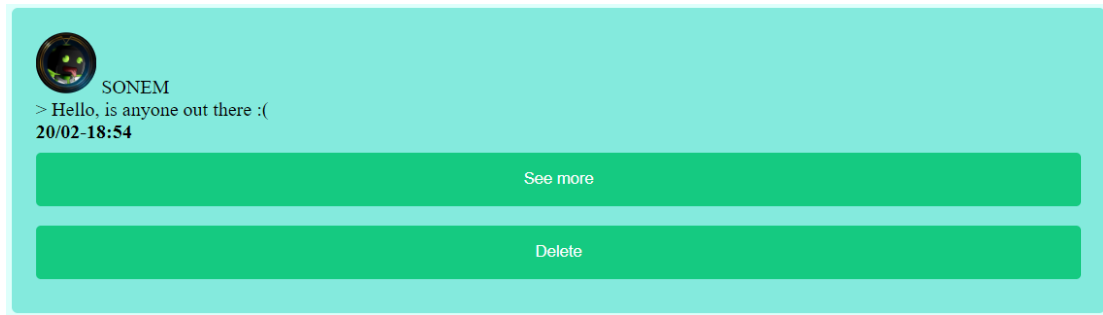 SONEM
> Hello, is anyone out there :(
20/02-18:54
See more
Delete